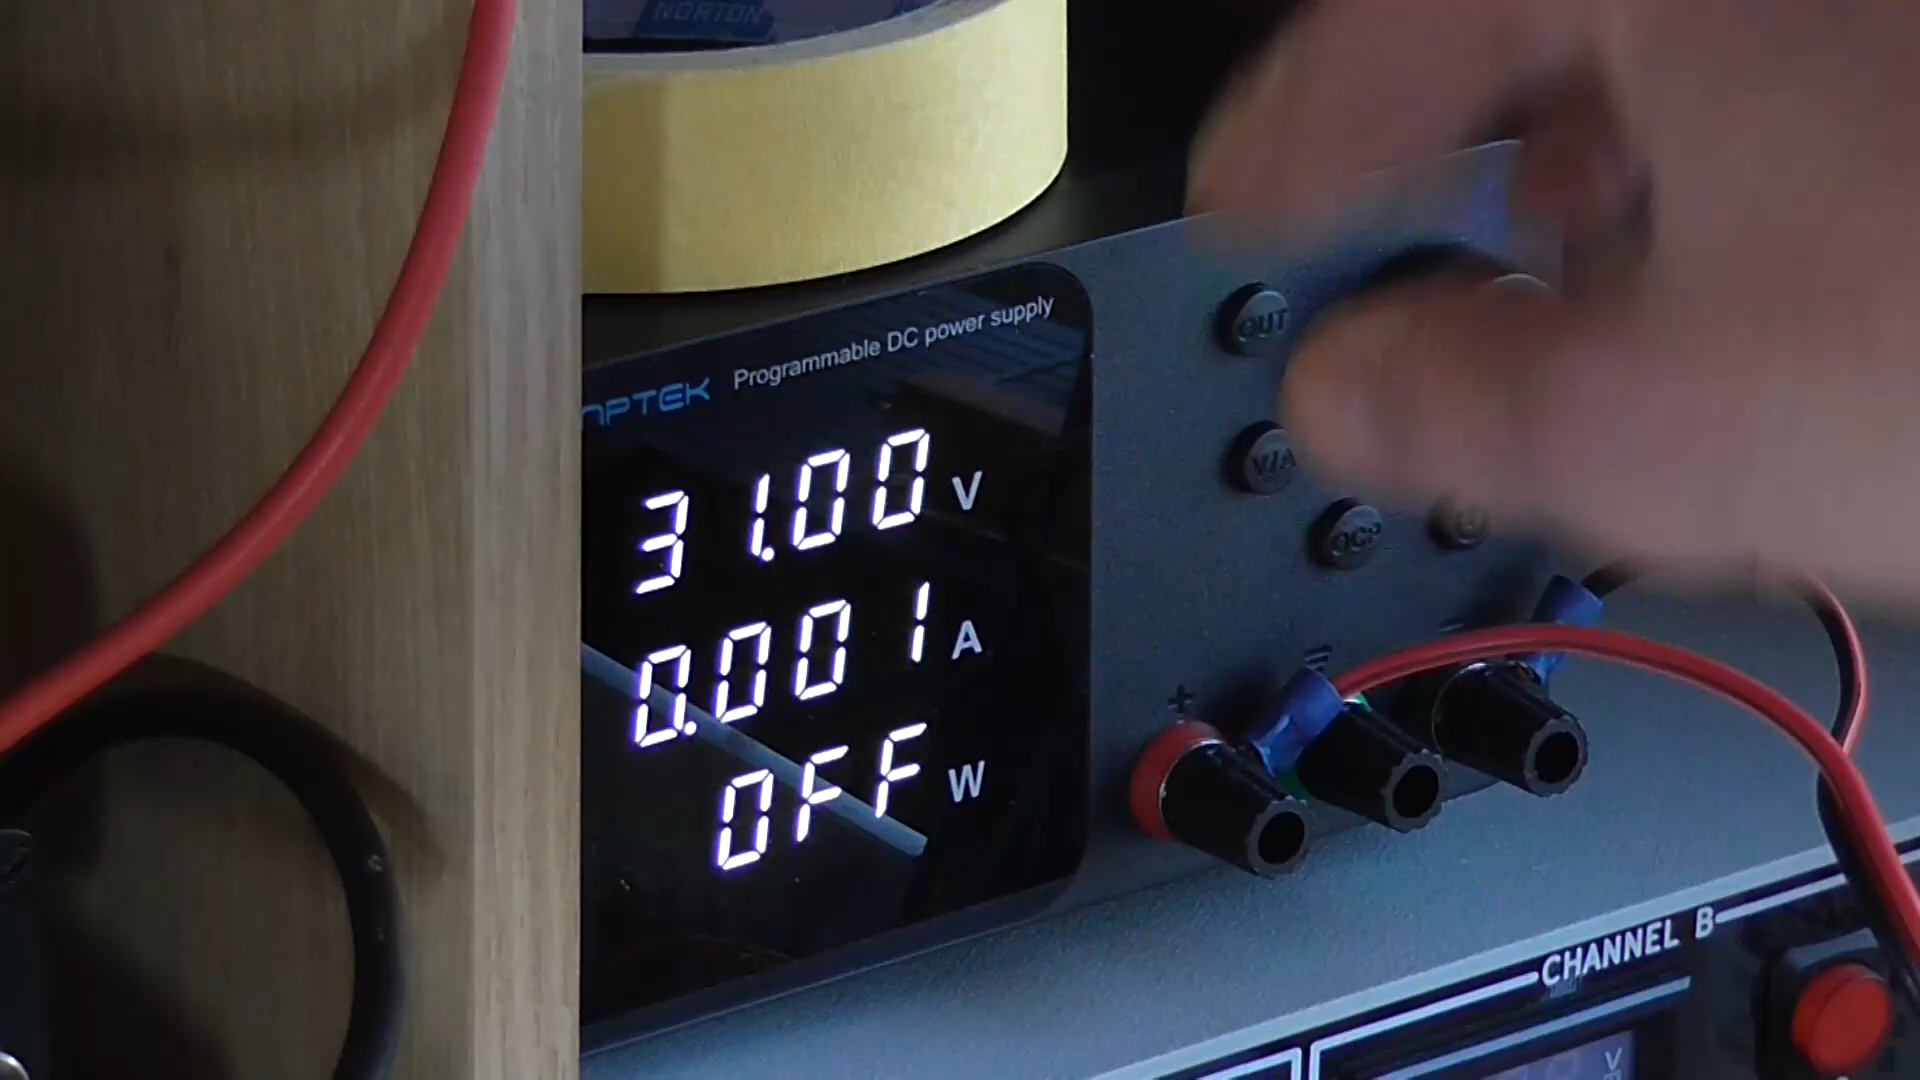 NORTON
Programmable DC power supply
PTEK
31.00 V
0.001 A
OFF W
OUT
V/A
OCP
+
CHANNEL B
V